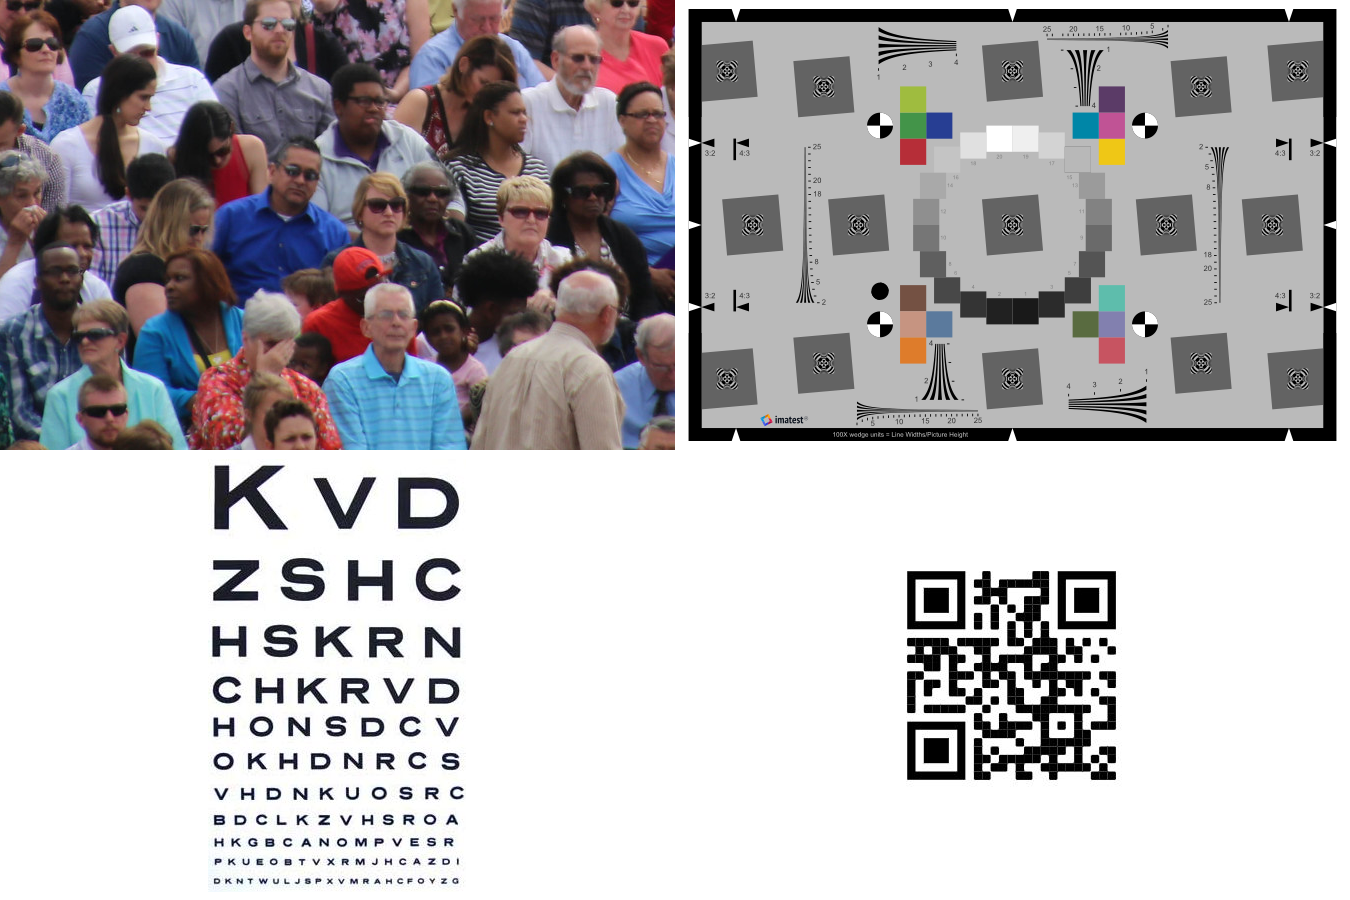 25 20 15 10 5
1 2 3 4
1
2
4
3:2 4:3
4:3 3:2
25
20
18
8
5
2
2
5
8
18
20
25
3:2 4:3
4:3 3:2
4
2
1
4 3 2 1
5 10 15 20 25
imatest®
100X wedge units = Line Widths/Picture Height
K V D
Z S H C
H S K R N
C H K R V D
H O N S D C V
O K H D N R C S
V H D N K U O S R C
B D C L K Z V H S R O A
H K G B C A N O M P V E S R
P K U E O B T V X R M J H C A Z D I
D K N T W U L J S P X V M R A H C F O Y Z G